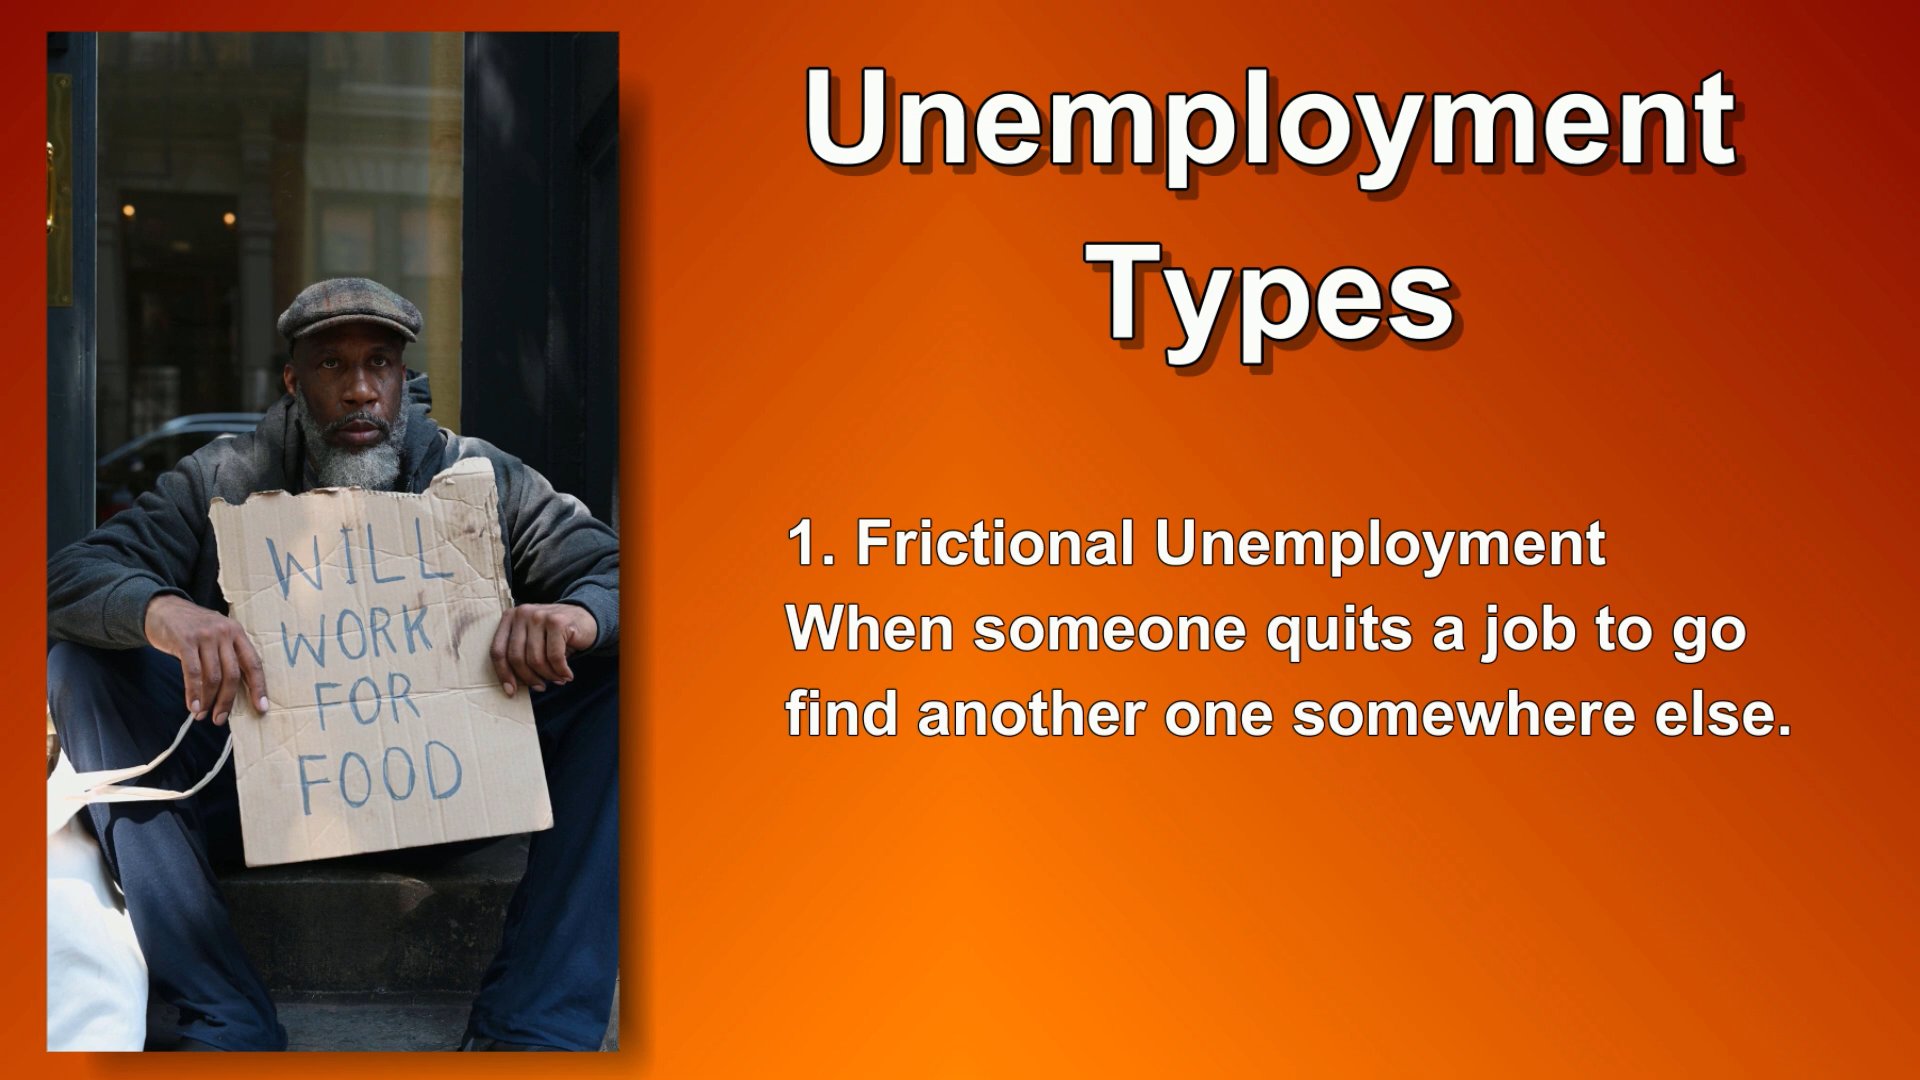 Unemployment
Types
WILL
WORK
FOR
FOOD
1. Frictional Unemployment
When someone quits a job to go
find another one somewhere else.